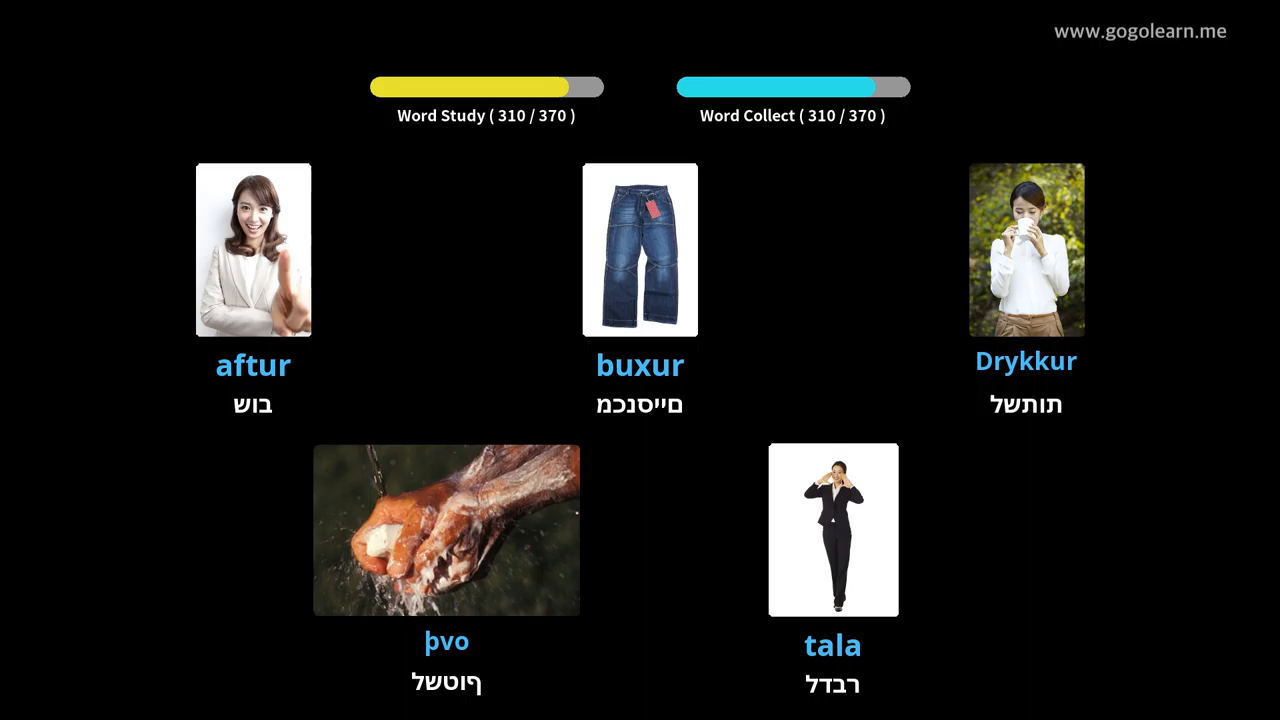 www.gogolearn.me
Word Study ( 310 / 370 )
Word Collect ( 310 / 370 )
aftur
buxur
Drykkur
שוב
מכנסיים
לשתות
þvo
tala
לשטוף
לדבר